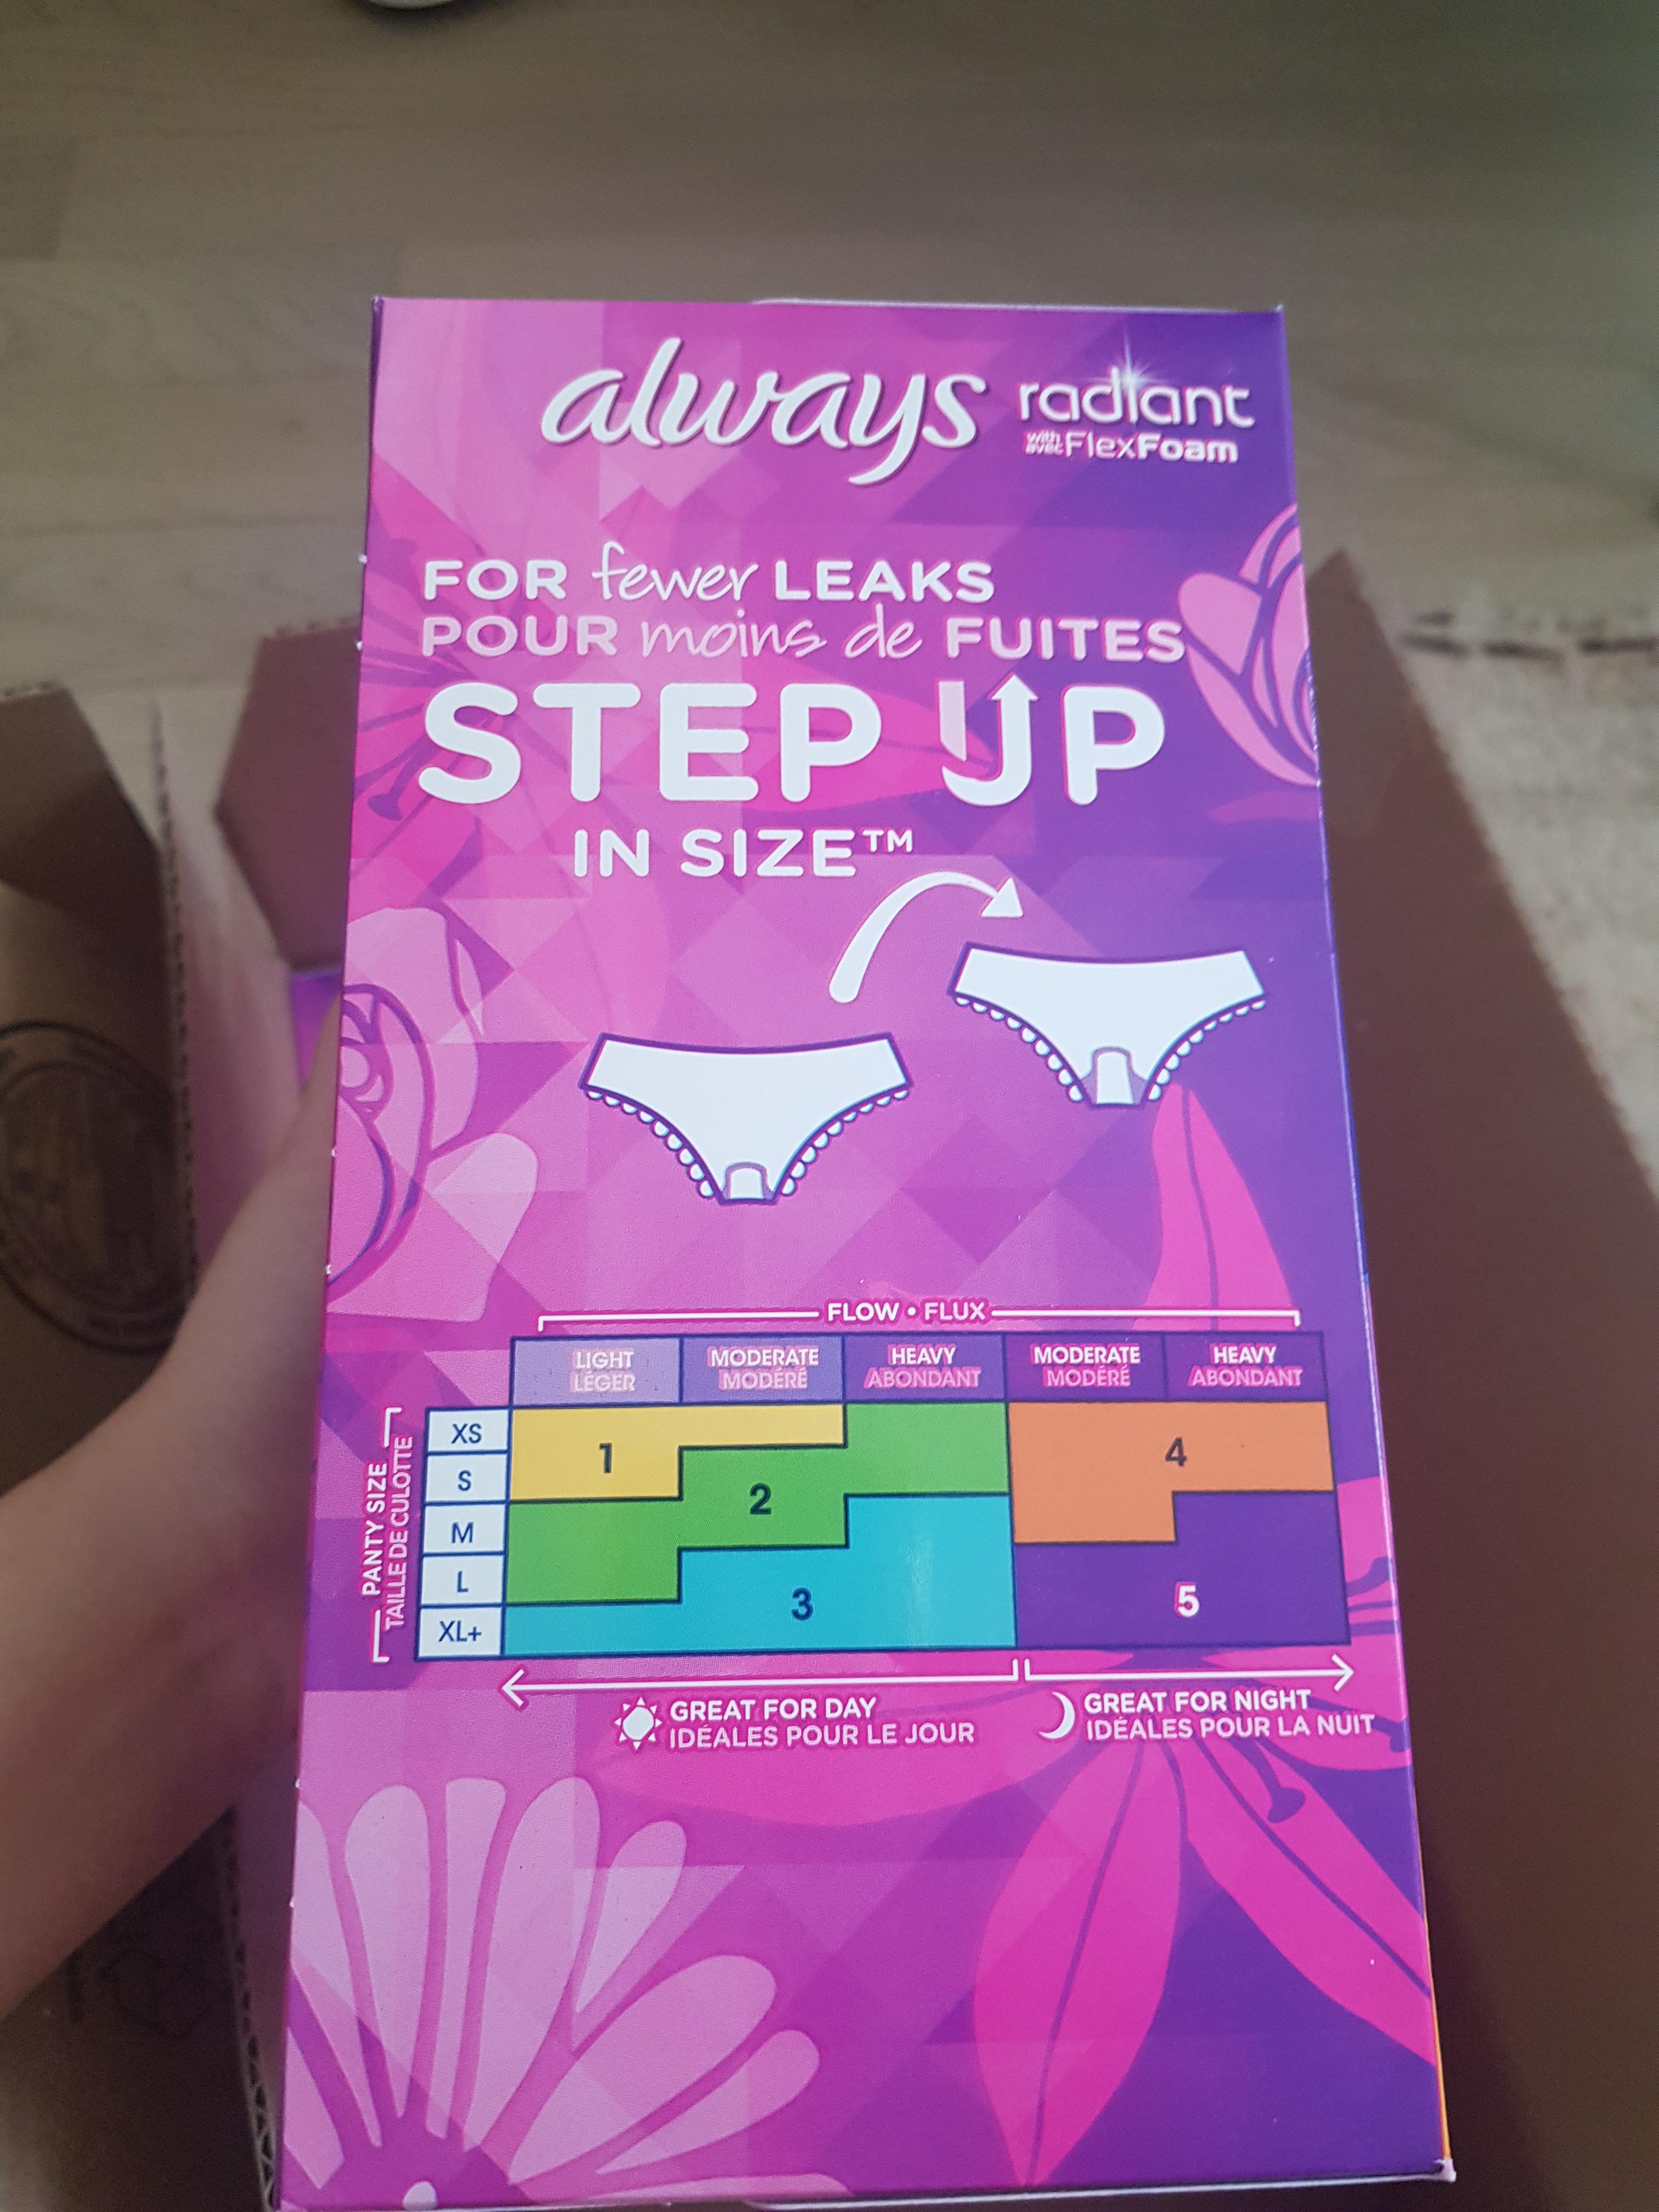 always radiant
with avec FlexFoam
FOR fewer LEAKS
POUR moins de FUITES
STEP UP
IN SIZE™
FLOW • FLUX
LIGHT MODERATE HEAVY MODERATE HEAVY
LÉGER MODÉRÉ ABONDANT MODÉRÉ ABONDANT
PANTY SIZE
TAILLE DE CULOTTE
XS
S
M
L
XL+
1
2
3
4
5
GREAT FOR DAY
IDÉALES POUR LE JOUR
GREAT FOR NIGHT
IDÉALES POUR LA NUIT